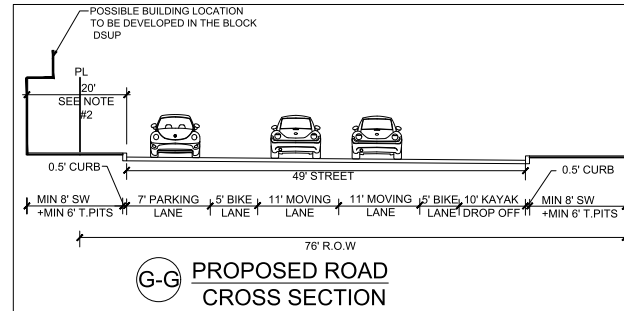 POSSIBLE BUILDING LOCATION
TO BE DEVELOPED IN THE BLOCK
DSUP
PL
20'
SEE NOTE
#2
0.5' CURB
49' STREET
0.5' CURB
MIN 8' SW
+MIN 6' T.PITS
7' PARKING
LANE
5' BIKE
LANE
11' MOVING
LANE
11' MOVING
LANE
5' BIKE
LANE
10' KAYAK
DROP OFF
MIN 8' SW
+MIN 6' T.PITS
76' R.O.W
G-G
PROPOSED ROAD
CROSS SECTION